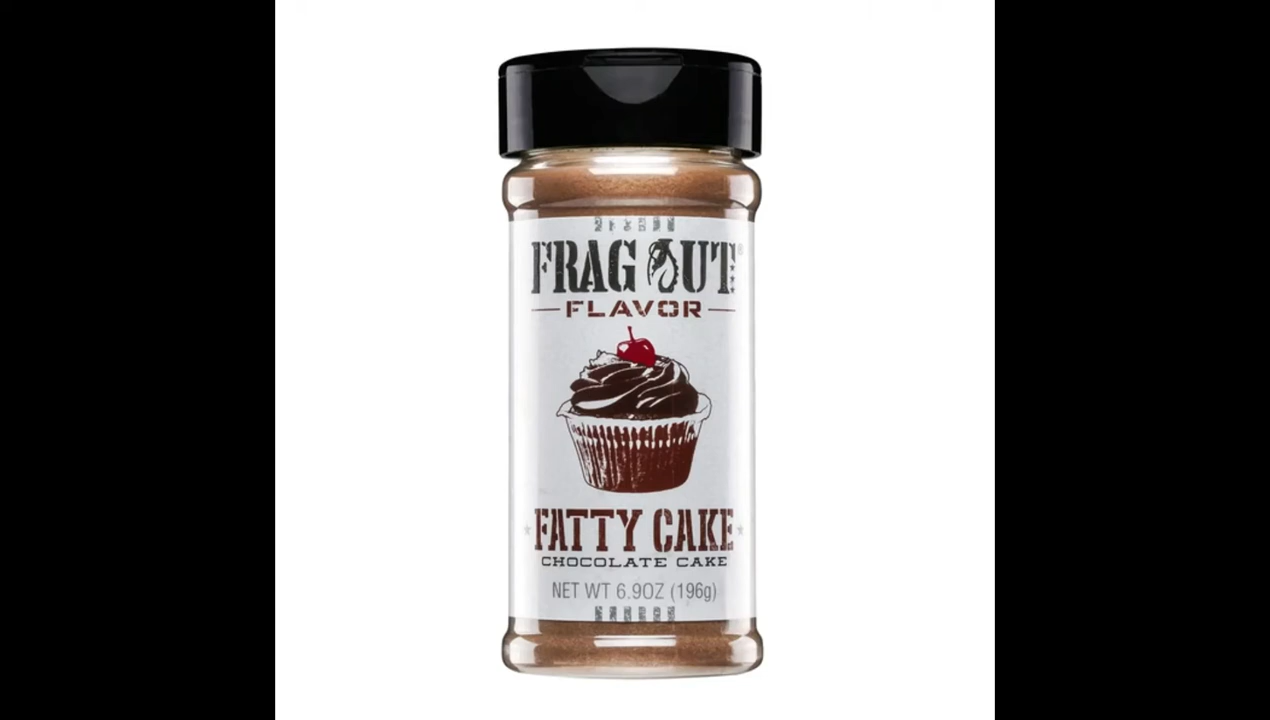 FRAG OUT®
FLAVOR
FATTY CAKE
CHOCOLATE CAKE
NET WT 6.9OZ (196g)